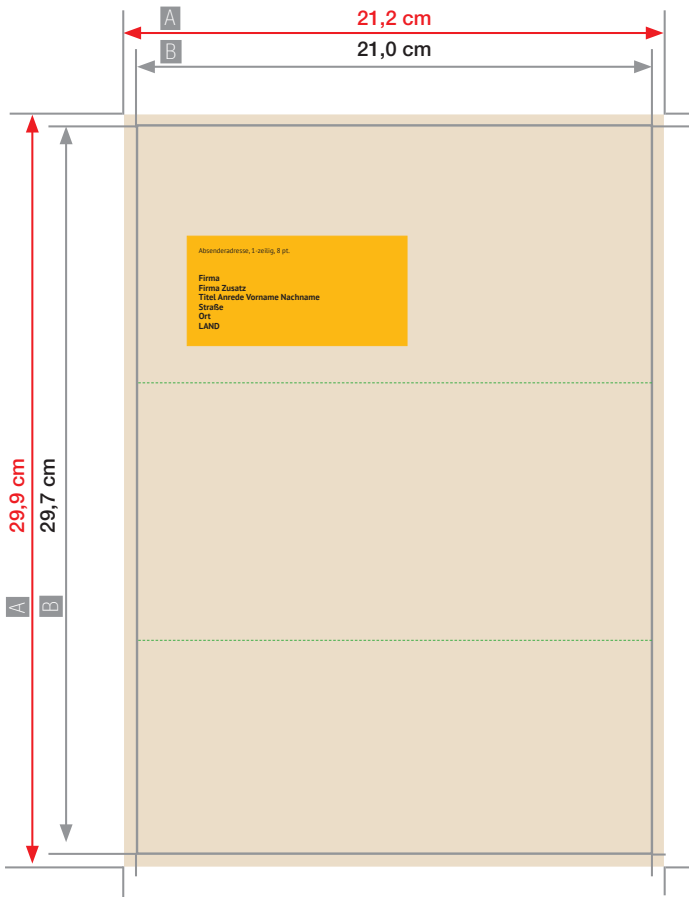 A
21,2 cm
B
21,0 cm
Absenderadresse, 1-zeilig, 8 pt.
Firma
Firma Zusatz
Titel Anrede Vorname Nachname
Straße
Ort
LAND
29,9 cm
29,7 cm
A
B